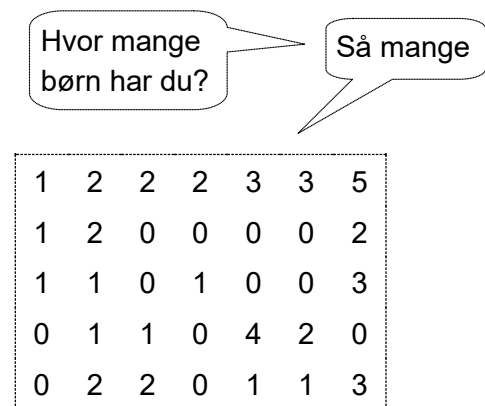 Hvor mange
børn har du?
Så mange
1 2 2 2 3 3 5
1 2 0 0 0 0 2
1 1 0 1 0 0 3
0 1 1 0 4 2 0
0 2 2 0 1 1 3